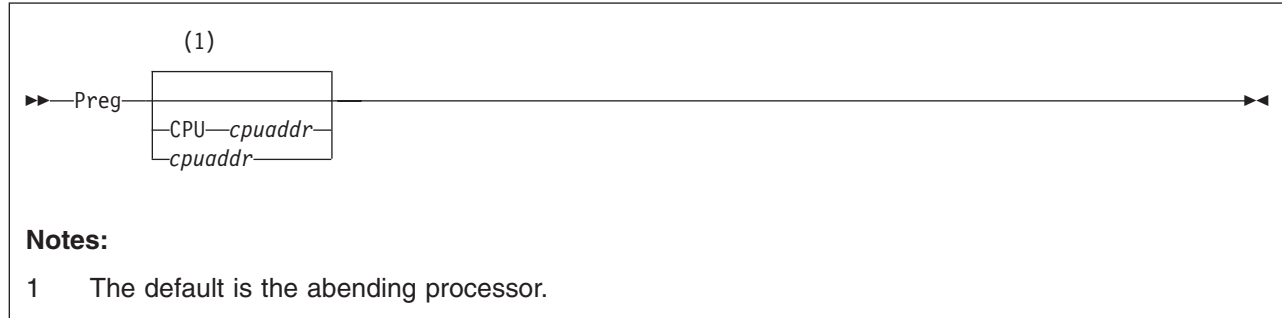 (1)
Preg
CPU cpuaddr
cpuaddr
Notes:
1 The default is the abending processor.